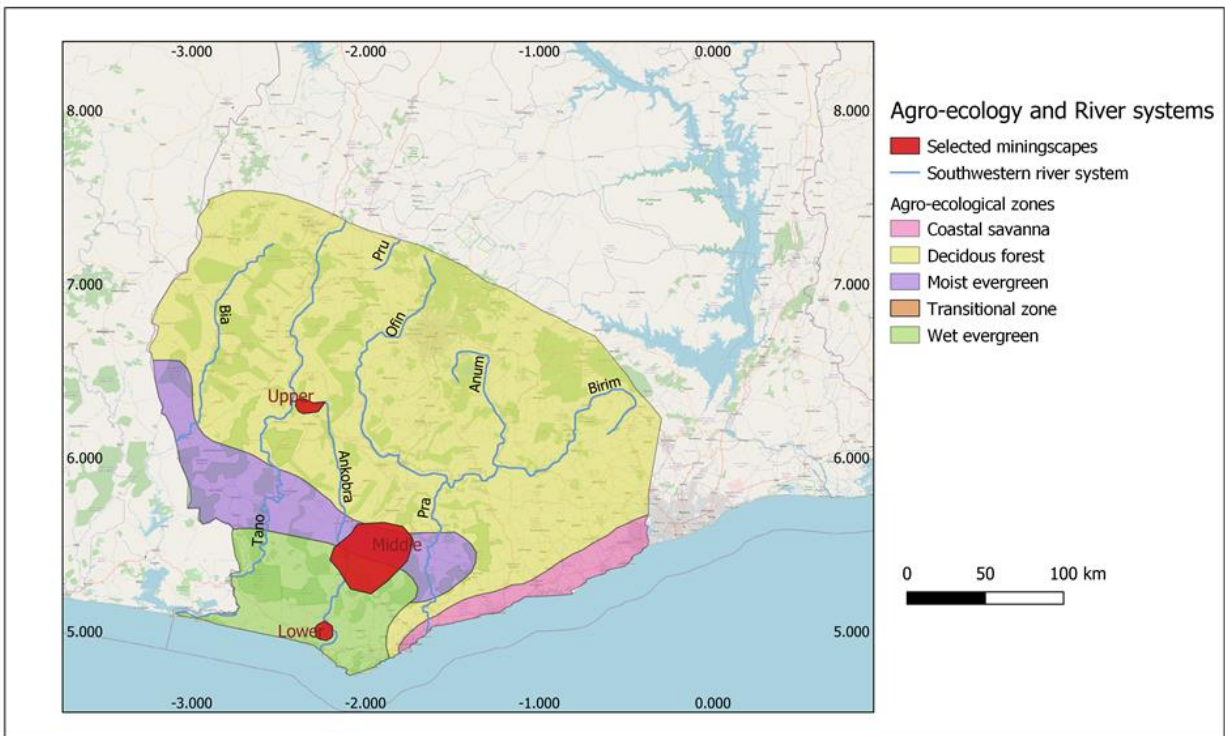 -3.000 -2.000 -1.000 0.000
8.000 8.000
Agro-ecology and River systems
Selected miningscapes
Southwestern river system
Agro-ecological zones
Coastal savanna
Decidous forest
Moist evergreen
Transitional zone
Wet evergreen
Pru
7.000 7.000
Bia
Ofin
Anum
Birim
Upper
6.000 6.000
Ankobra
Pra
Tano
Middle
0 50 100 km
Lower
5.000 5.000
-3.000 -2.000 -1.000 0.000